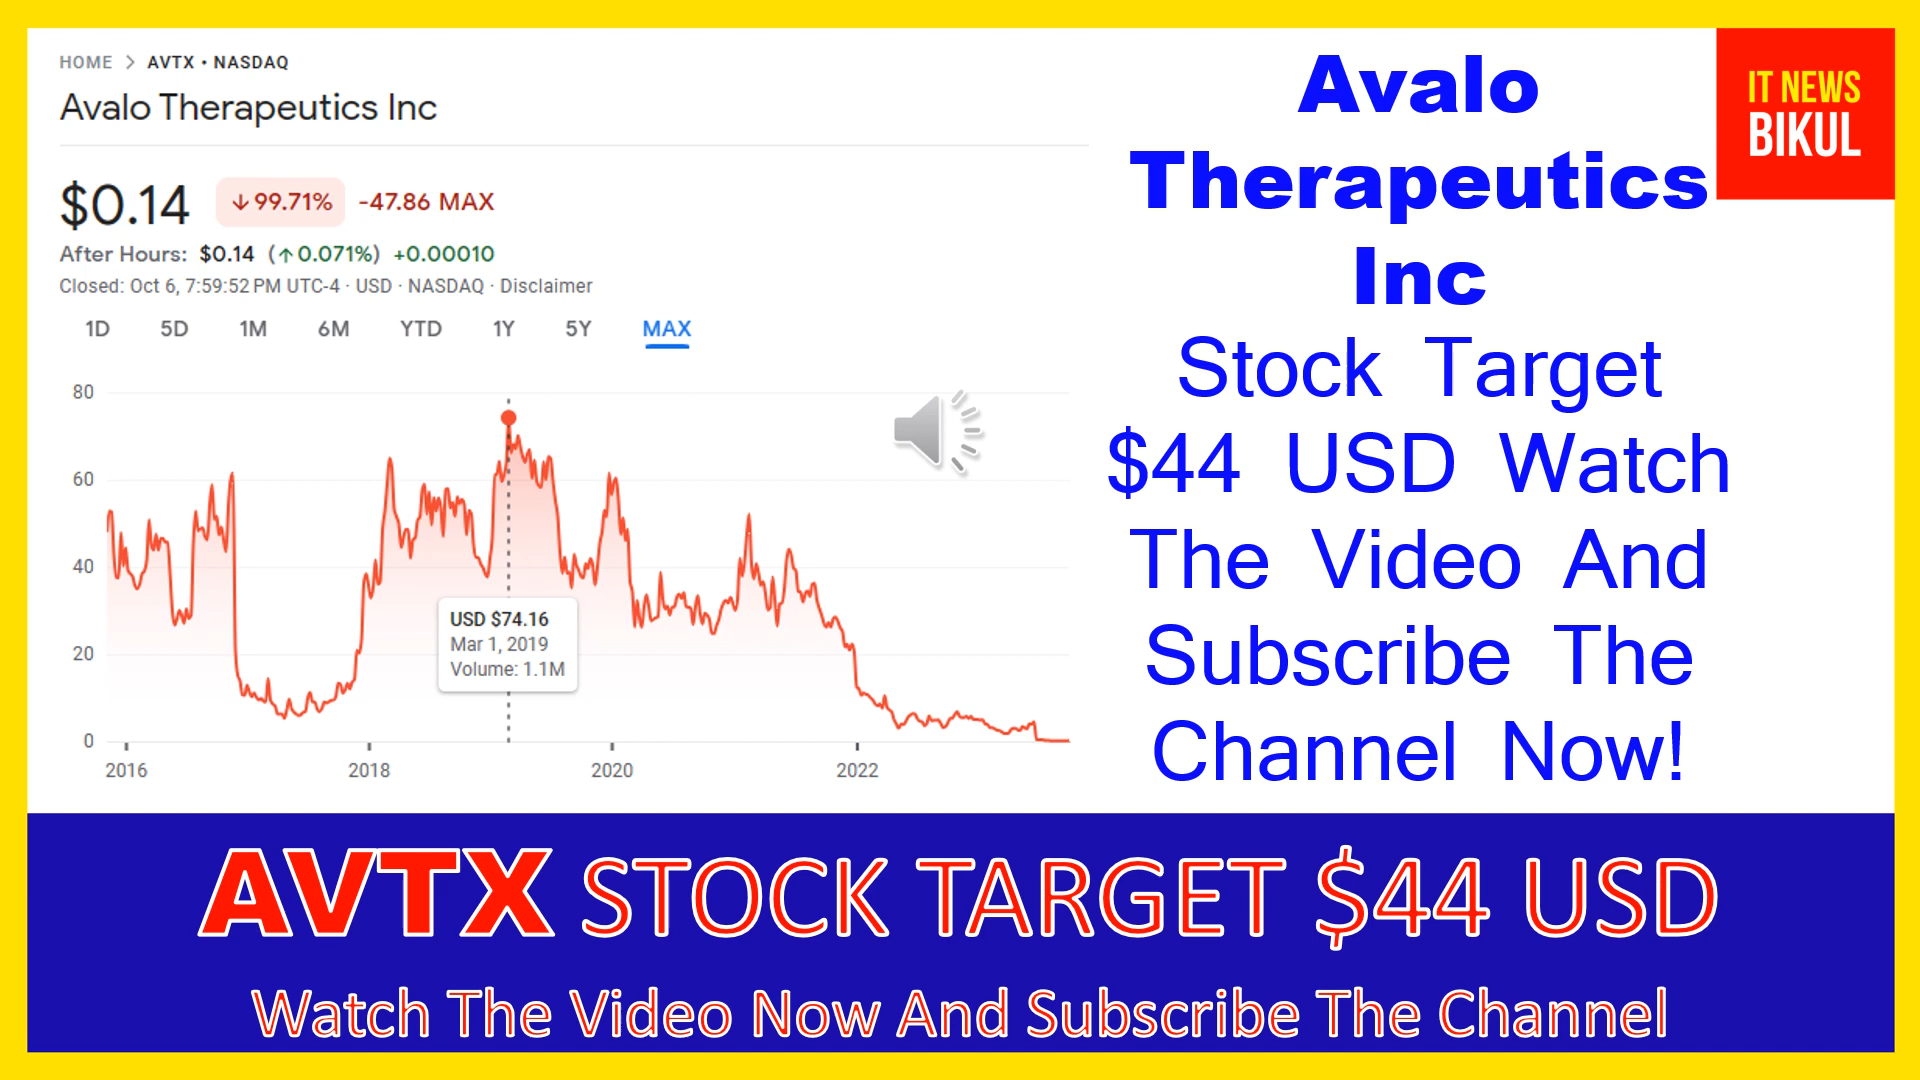 HOME > AVTX • NASDAQ
Avalo Therapeutics Inc
$0.14 ↓99.71% -47.86 MAX
After Hours: $0.14 (↑0.071%) +0.00010
Closed: Oct 6, 7:59:52 PM UTC-4 · USD · NASDAQ · Disclaimer
1D 5D 1M 6M YTD 1Y 5Y MAX
80
60
40
20
0
USD $74.16
Mar 1, 2019
Volume: 1.1M
2016 2018 2020 2022
Avalo
Therapeutics
Inc
Stock Target
$44 USD Watch
The Video And
Subscribe The
Channel Now!
IT NEWS
BIKUL
AVTX STOCK TARGET $44 USD
Watch The Video Now And Subscribe The Channel